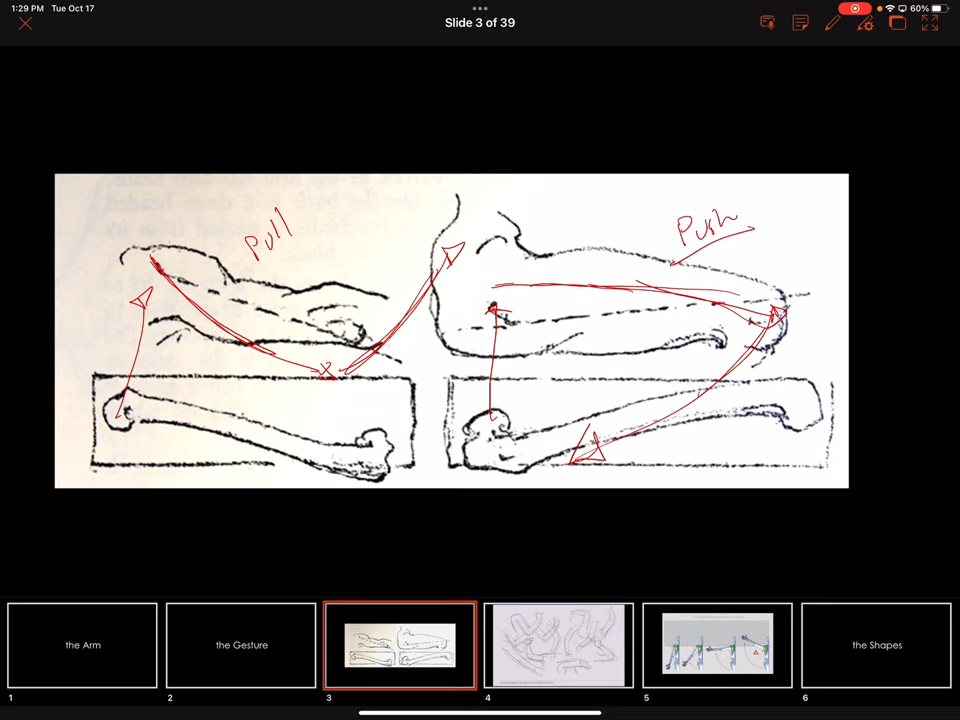 1:29 PM Tue Oct 17
60%
Slide 3 of 39
Pull
Push
the Arm
the Gesture
the Shapes
1
2
3
4
5
6